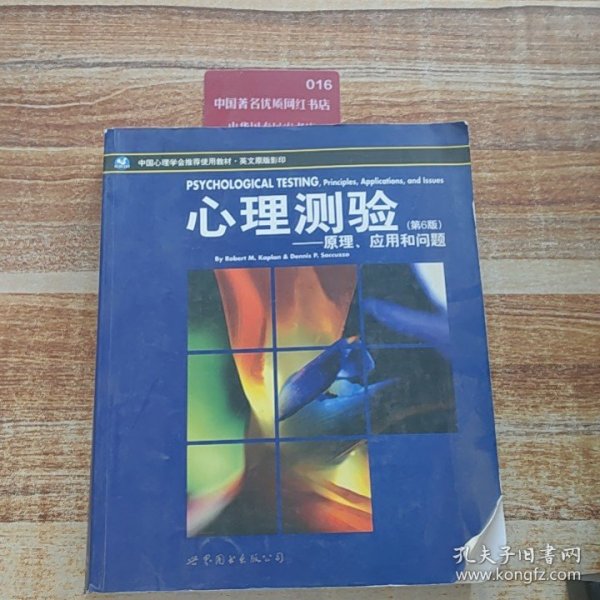 016
中国著名优质网红书店
中国心理学会推荐使用教材·英文原版影印
PSYCHOLOGICAL TESTING, Principles, Applications, and Issues
心理测验(第6版)
——原理、应用和问题
By Robert M. Kaplan & Dennis P. Saccuzzo
世界图书出版公司
孔夫子旧书网
www.kongfz.com